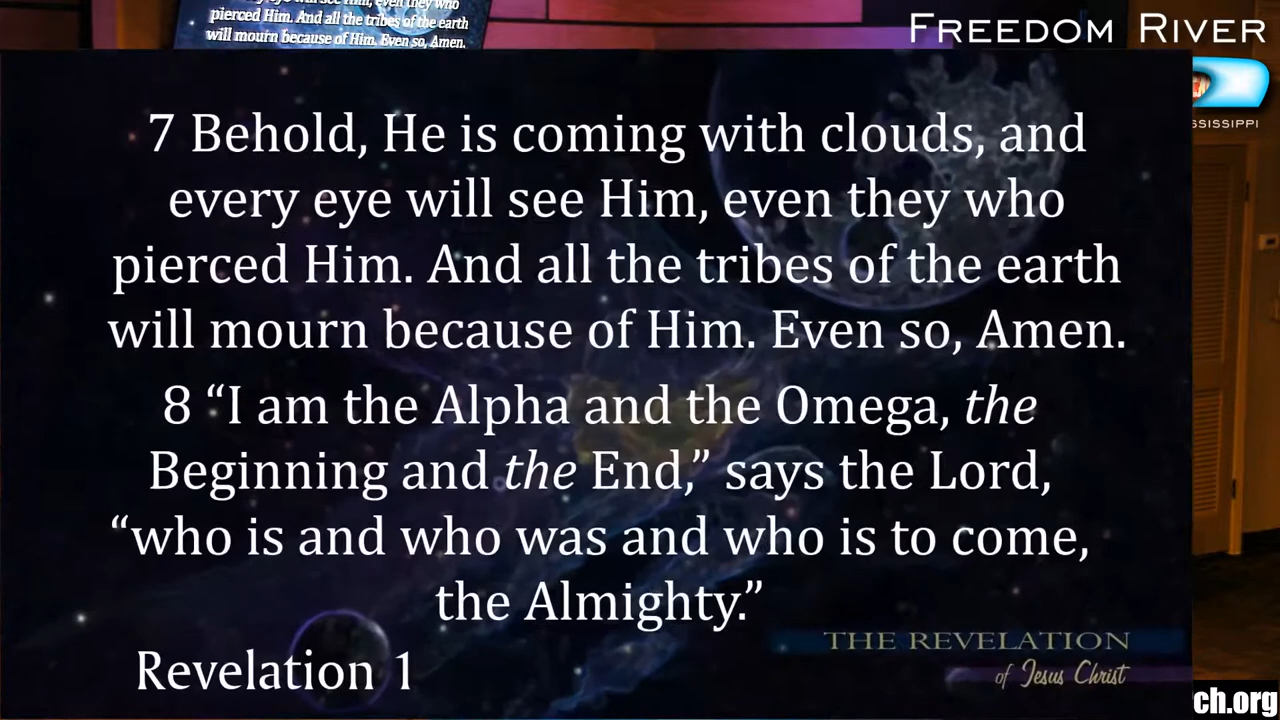 pierced Him. And all the tribes of the earth
will mourn because of Him. Even so, Amen.
FREEDOM RIVER
SSISSIPPI
7 Behold, He is coming with clouds, and
every eye will see Him, even they who
pierced Him. And all the tribes of the earth
will mourn because of Him. Even so, Amen.
8 “I am the Alpha and the Omega, the
Beginning and the End,” says the Lord,
“who is and who was and who is to come,
the Almighty.”
THE REVELATION
of Jesus Christ
Revelation 1
ch.org